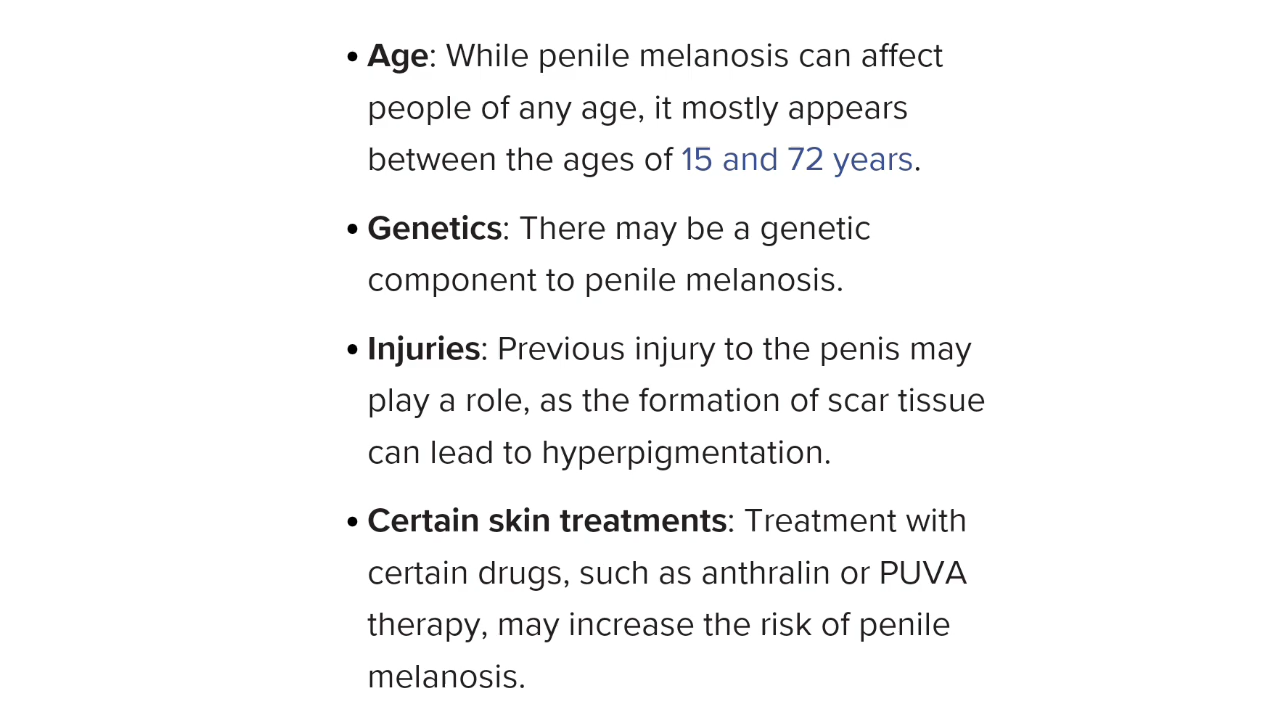 • Age: While penile melanosis can affect
people of any age, it mostly appears
between the ages of 15 and 72 years.
• Genetics: There may be a genetic
component to penile melanosis.
• Injuries: Previous injury to the penis may
play a role, as the formation of scar tissue
can lead to hyperpigmentation.
• Certain skin treatments: Treatment with
certain drugs, such as anthralin or PUVA
therapy, may increase the risk of penile
melanosis.